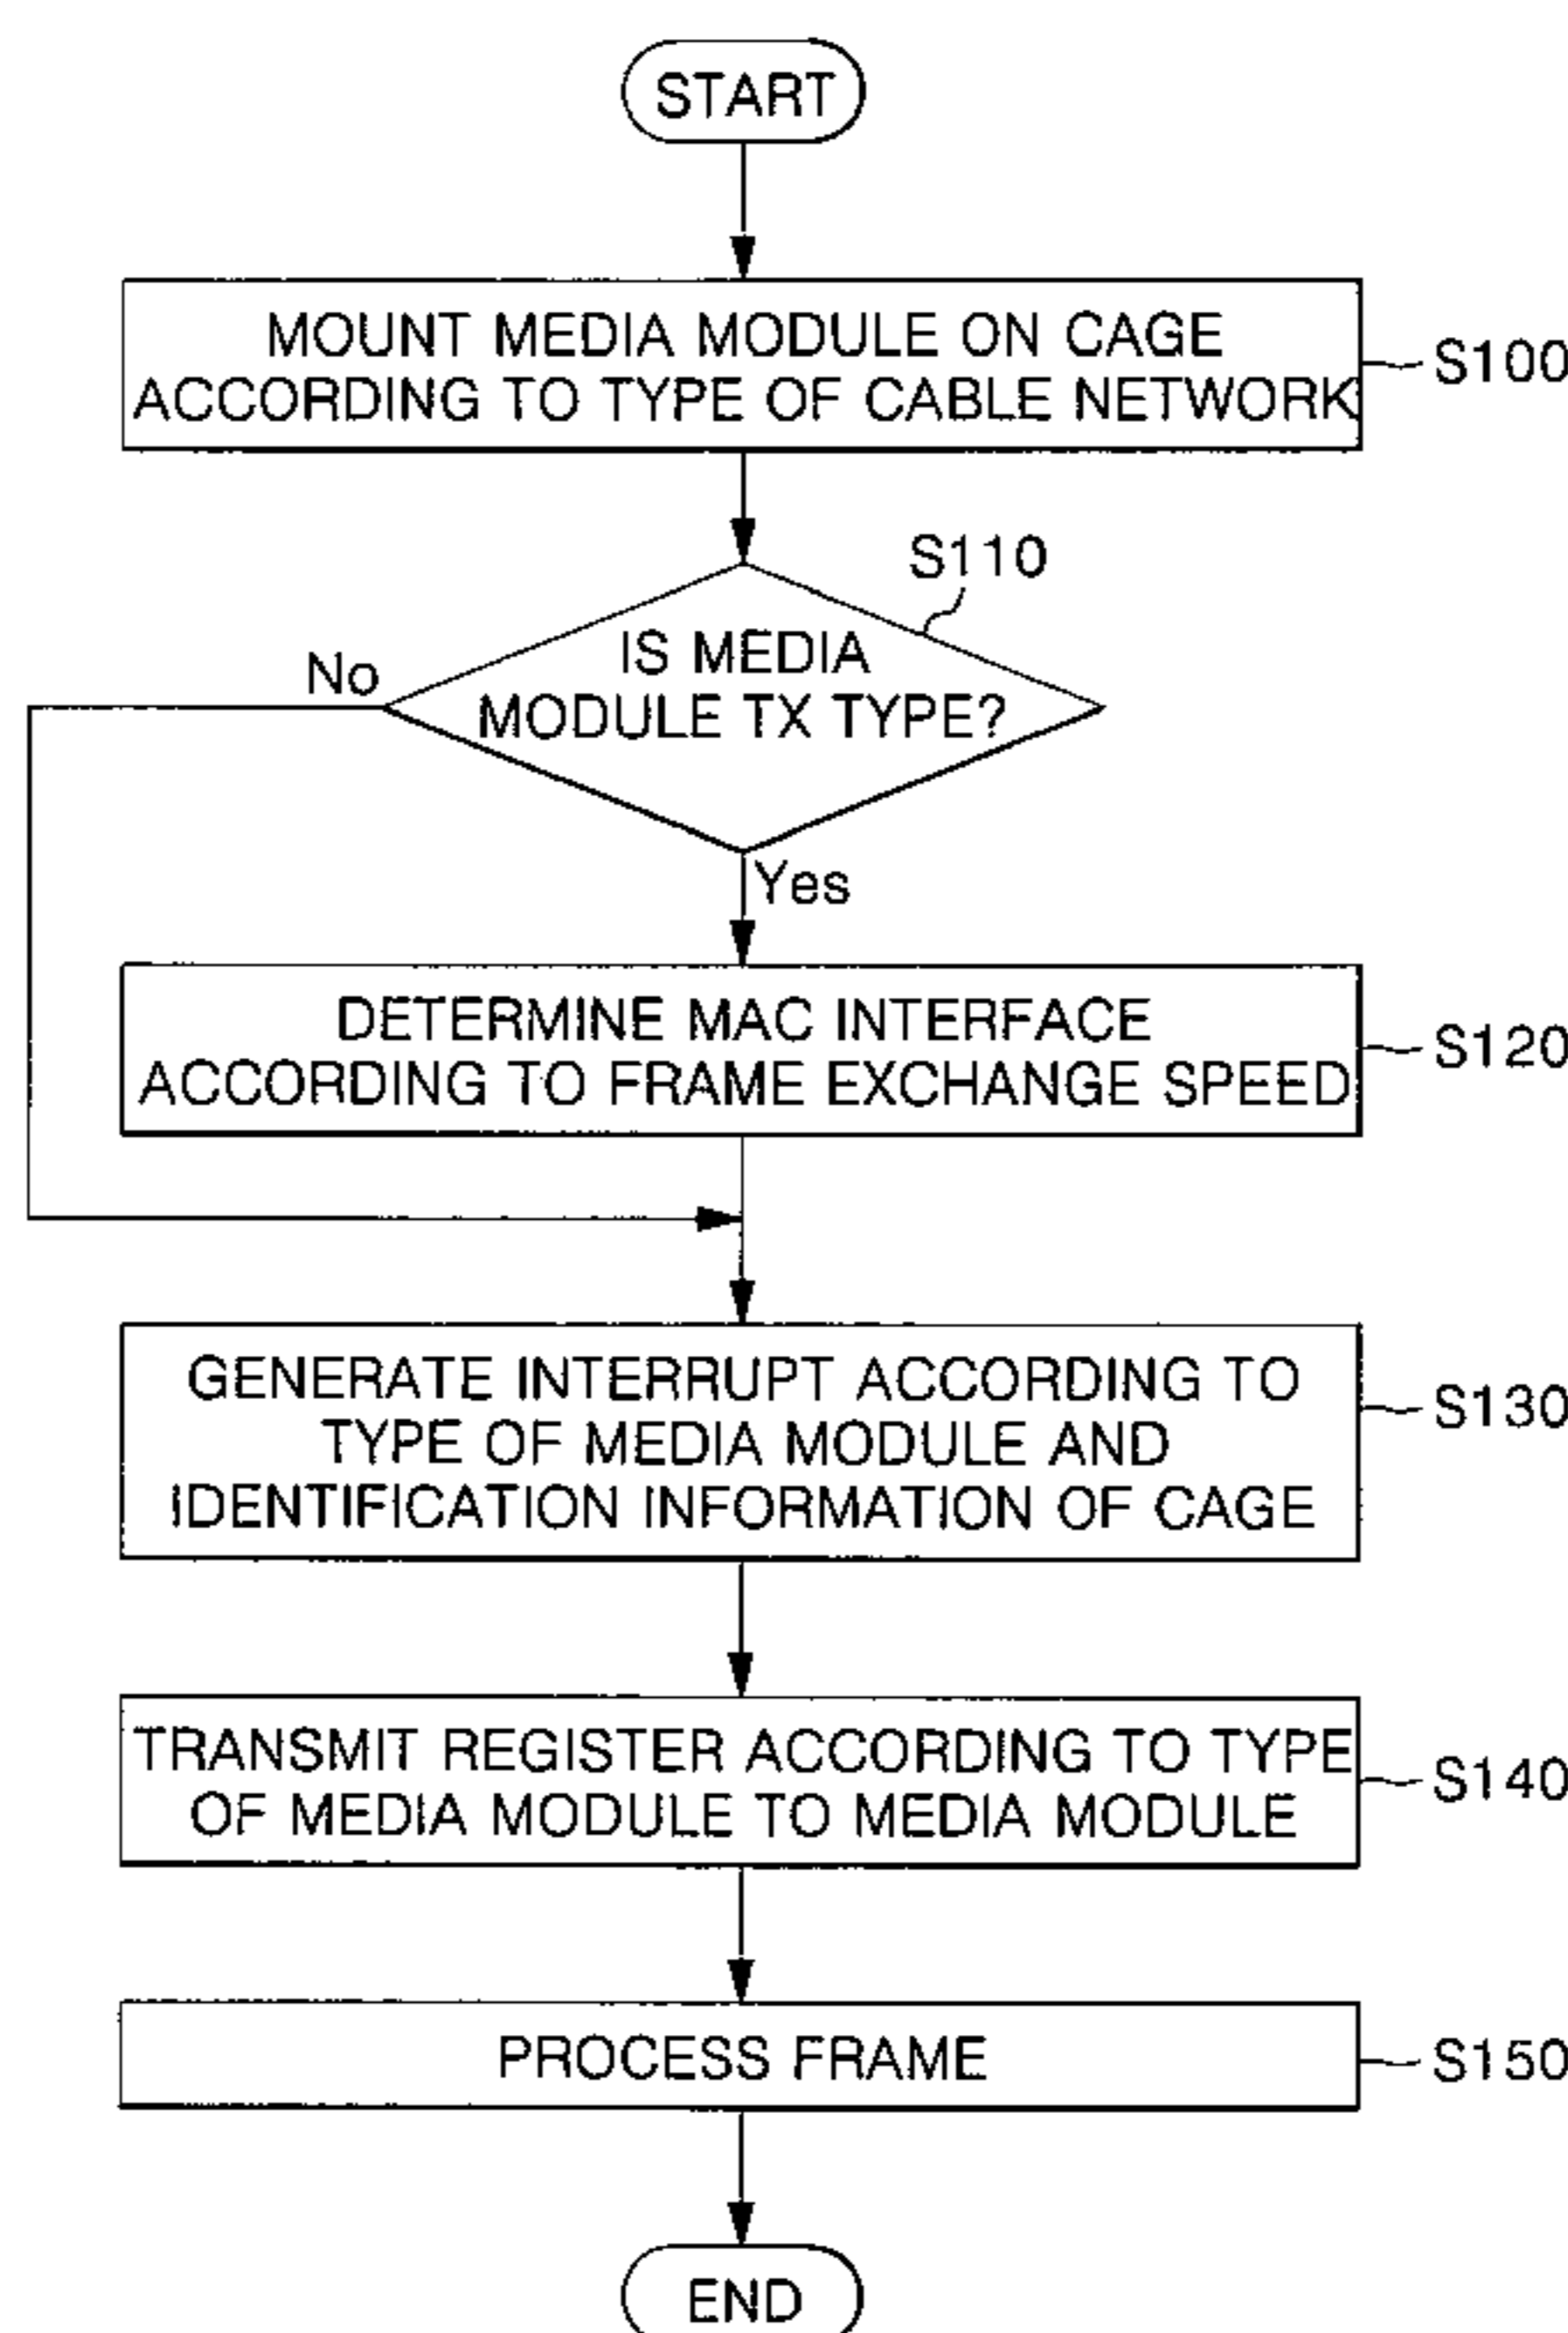 START
MOUNT MEDIA MODULE ON CAGE
ACCORDING TO TYPE OF CABLE NETWORK
S100
S110
IS MEDIA
MODULE TX TYPE?
No
Yes
DETERMINE MAC INTERFACE
ACCORDING TO FRAME EXCHANGE SPEED
S120
GENERATE INTERRUPT ACCORDING TO
TYPE OF MEDIA MODULE AND
IDENTIFICATION INFORMATION OF CAGE
S130
TRANSMIT REGISTER ACCORDING TO TYPE
OF MEDIA MODULE TO MEDIA MODULE
S140
PROCESS FRAME
S150
END